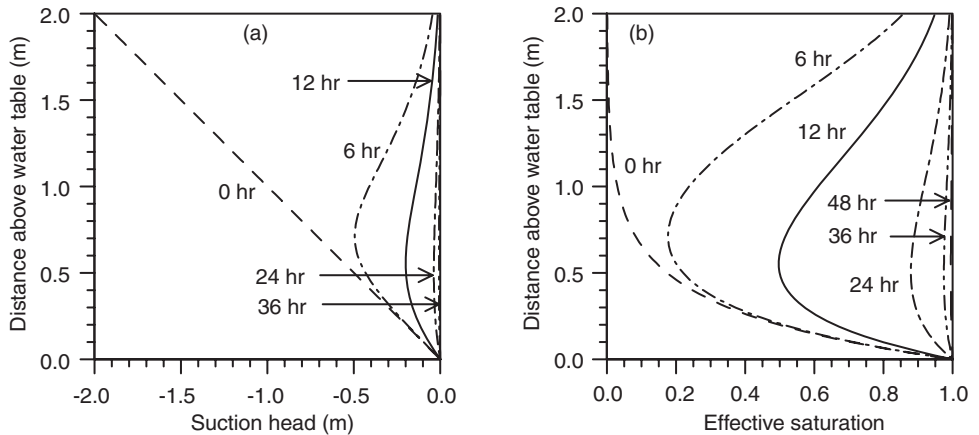 (a)
12 hr
6 hr
0 hr
24 hr
36 hr
2.0
1.5
1.0
0.5
0.0
Distance above water table (m)
-2.0 -1.5 -1.0 -0.5 0.0
Suction head (m)
(b)
6 hr
12 hr
0 hr
48 hr
36 hr
24 hr
2.0
1.5
1.0
0.5
0.0
Distance above water table (m)
0.0 0.2 0.4 0.6 0.8 1.0
Effective saturation